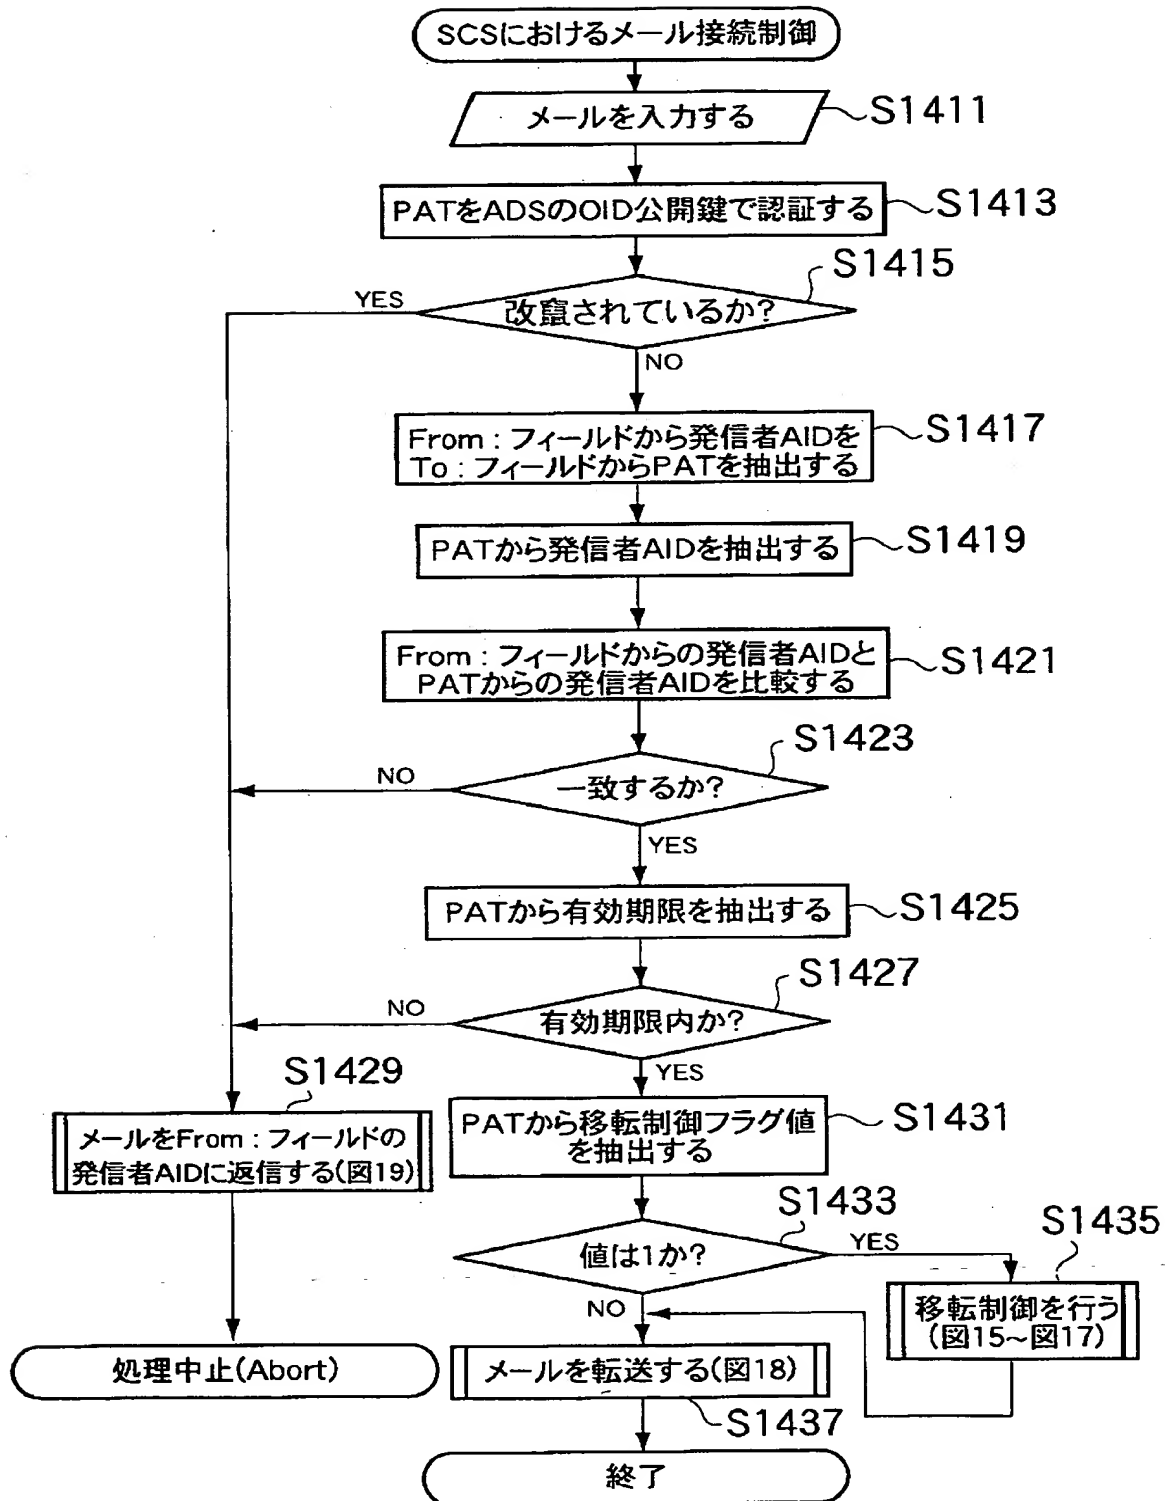 SCSにおけるメール接続制御
メールを入力する
S1411
PATをADSのOID公開鍵で認証する
S1413
S1415
YES
改竄されているか?
NO
From:フィールドから発信者AIDを
To:フィールドからPATを抽出する
S1417
PATから発信者AIDを抽出する
S1419
From:フィールドからの発信者AIDと
PATからの発信者AIDを比較する
S1421
S1423
NO
一致するか?
YES
PATから有効期限を抽出する
S1425
S1427
NO
有効期限内か?
YES
S1429
メールをFrom:フィールドの
発信者AIDに返信する(図19)
PATから移転制御フラグ値
を抽出する
S1431
S1433
値は1か?
YES
S1435
NO
移転制御を行う
(図15~図17)
処理中止(Abort)
メールを転送する(図18)
S1437
終了